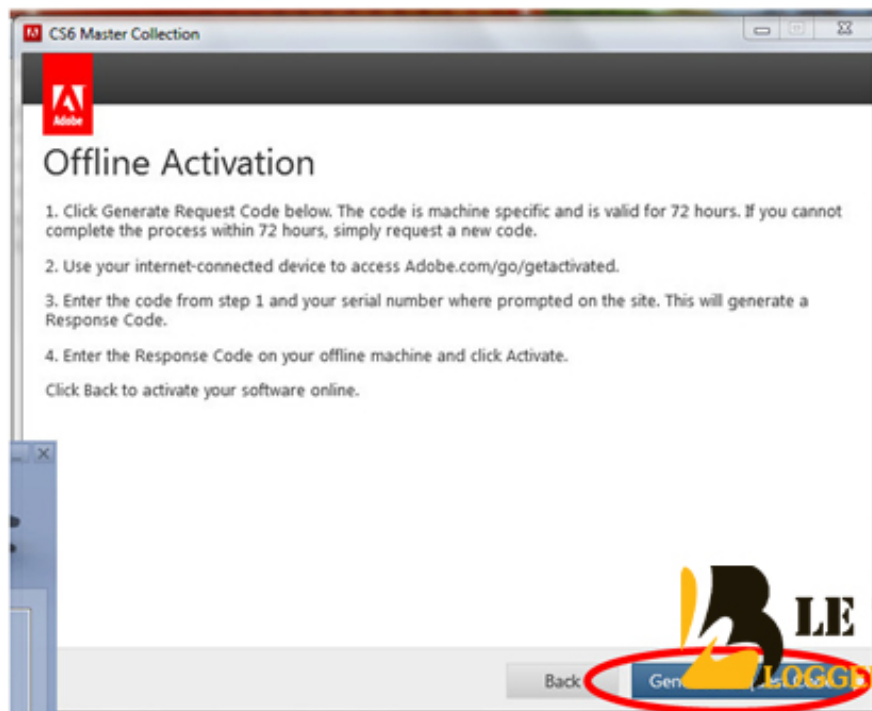 CS6 Master Collection
Adobe
Offline Activation
1. Click Generate Request Code below. The code is machine specific and is valid for 72 hours. If you cannot
complete the process within 72 hours, simply request a new code.
2. Use your internet-connected device to access Adobe.com/go/getactivated.
3. Enter the code from step 1 and your serial number where prompted on the site. This will generate a
Response Code.
4. Enter the Response Code on your offline machine and click Activate.
Click Back to activate your software online.
LE
Back
Code